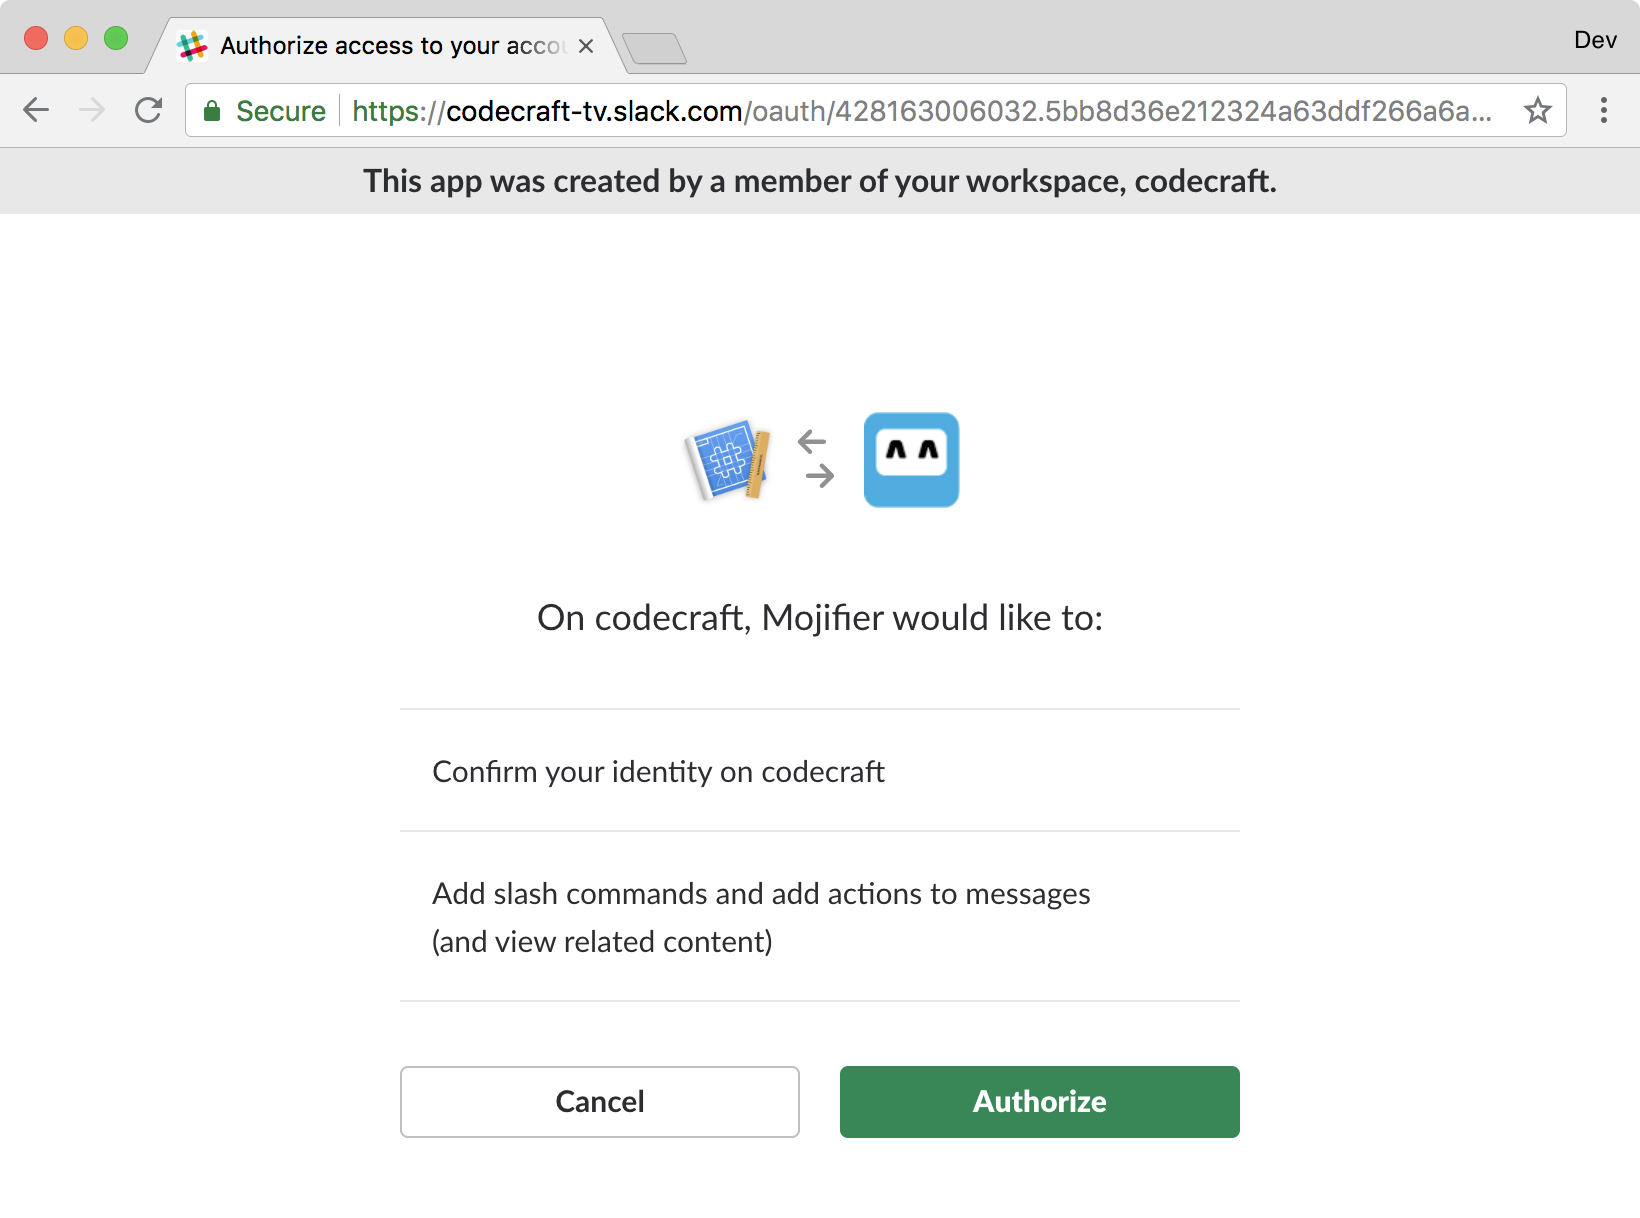 Authorize access to your accou
Dev
Secure https://codecraft-tv.slack.com/oauth/428163006032.5bb8d36e212324a63ddf266a6a...
This app was created by a member of your workspace, codecraft.
On codecraft, Mojifier would like to:
Confirm your identity on codecraft
Add slash commands and add actions to messages
(and view related content)
Cancel
Authorize